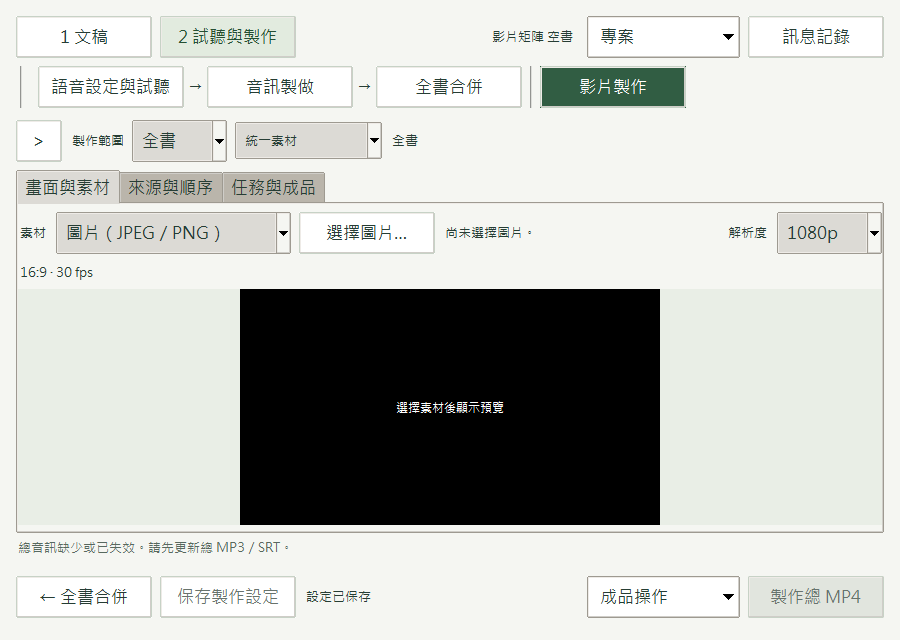 1 文稿 2 試聽與製作 影片矩陣 空書 專案 訊息記錄
語音設定與試聽 → 音訊製做 → 全書合併 影片製作
> 製作範圍 全書 統一素材 全書
畫面與素材 來源與順序 任務與成品
素材 圖片（JPEG / PNG） 選擇圖片... 尚未選擇圖片。 解析度 1080p
16:9 · 30 fps
選擇素材後顯示預覽
總音訊缺少或已失效。請先更新總 MP3 / SRT。
← 全書合併 保存製作設定 設定已保存 成品操作 製作總 MP4